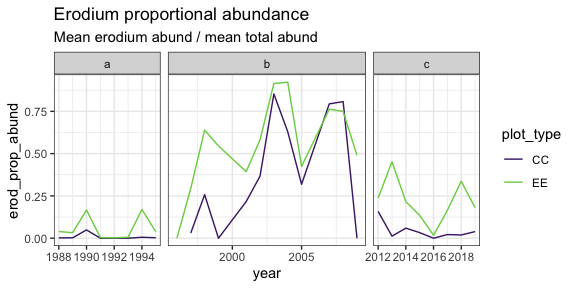 Erodium proportional abundance
Mean erodium abund / mean total abund
a
b
c
erod_prop_abund
0.75
0.50
0.25
0.00
1988 1990 1992 1994
2000 2005
2012 2014 2016 2018
year
plot_type
CC
EE